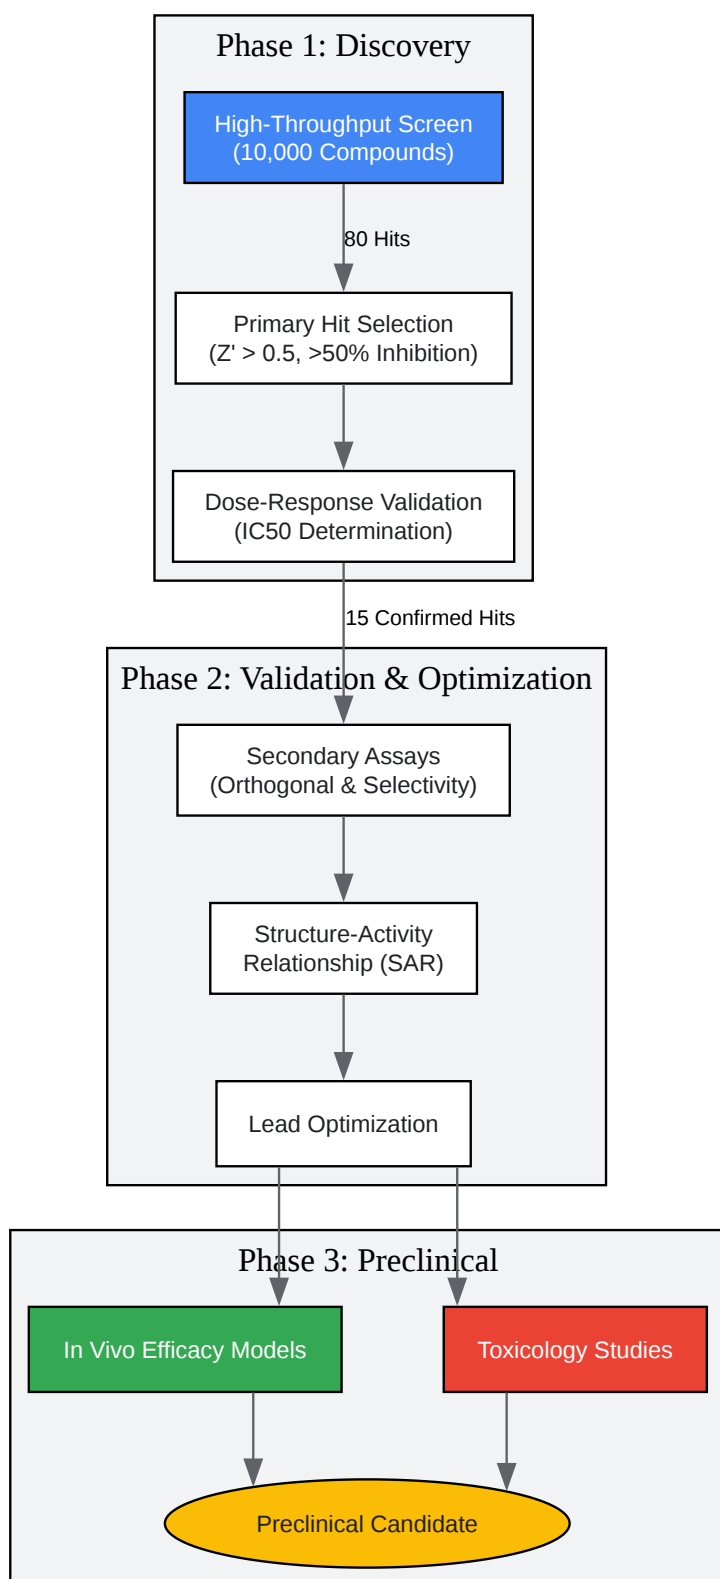 Phase 1: Discovery
High-Throughput Screen
(10,000 Compounds)
80 Hits
Primary Hit Selection
(Z' > 0.5, >50% Inhibition)
Dose-Response Validation
(IC50 Determination)
15 Confirmed Hits
Phase 2: Validation & Optimization
Secondary Assays
(Orthogonal & Selectivity)
Structure-Activity
Relationship (SAR)
Lead Optimization
Phase 3: Preclinical
In Vivo Efficacy Models
Toxicology Studies
Preclinical Candidate